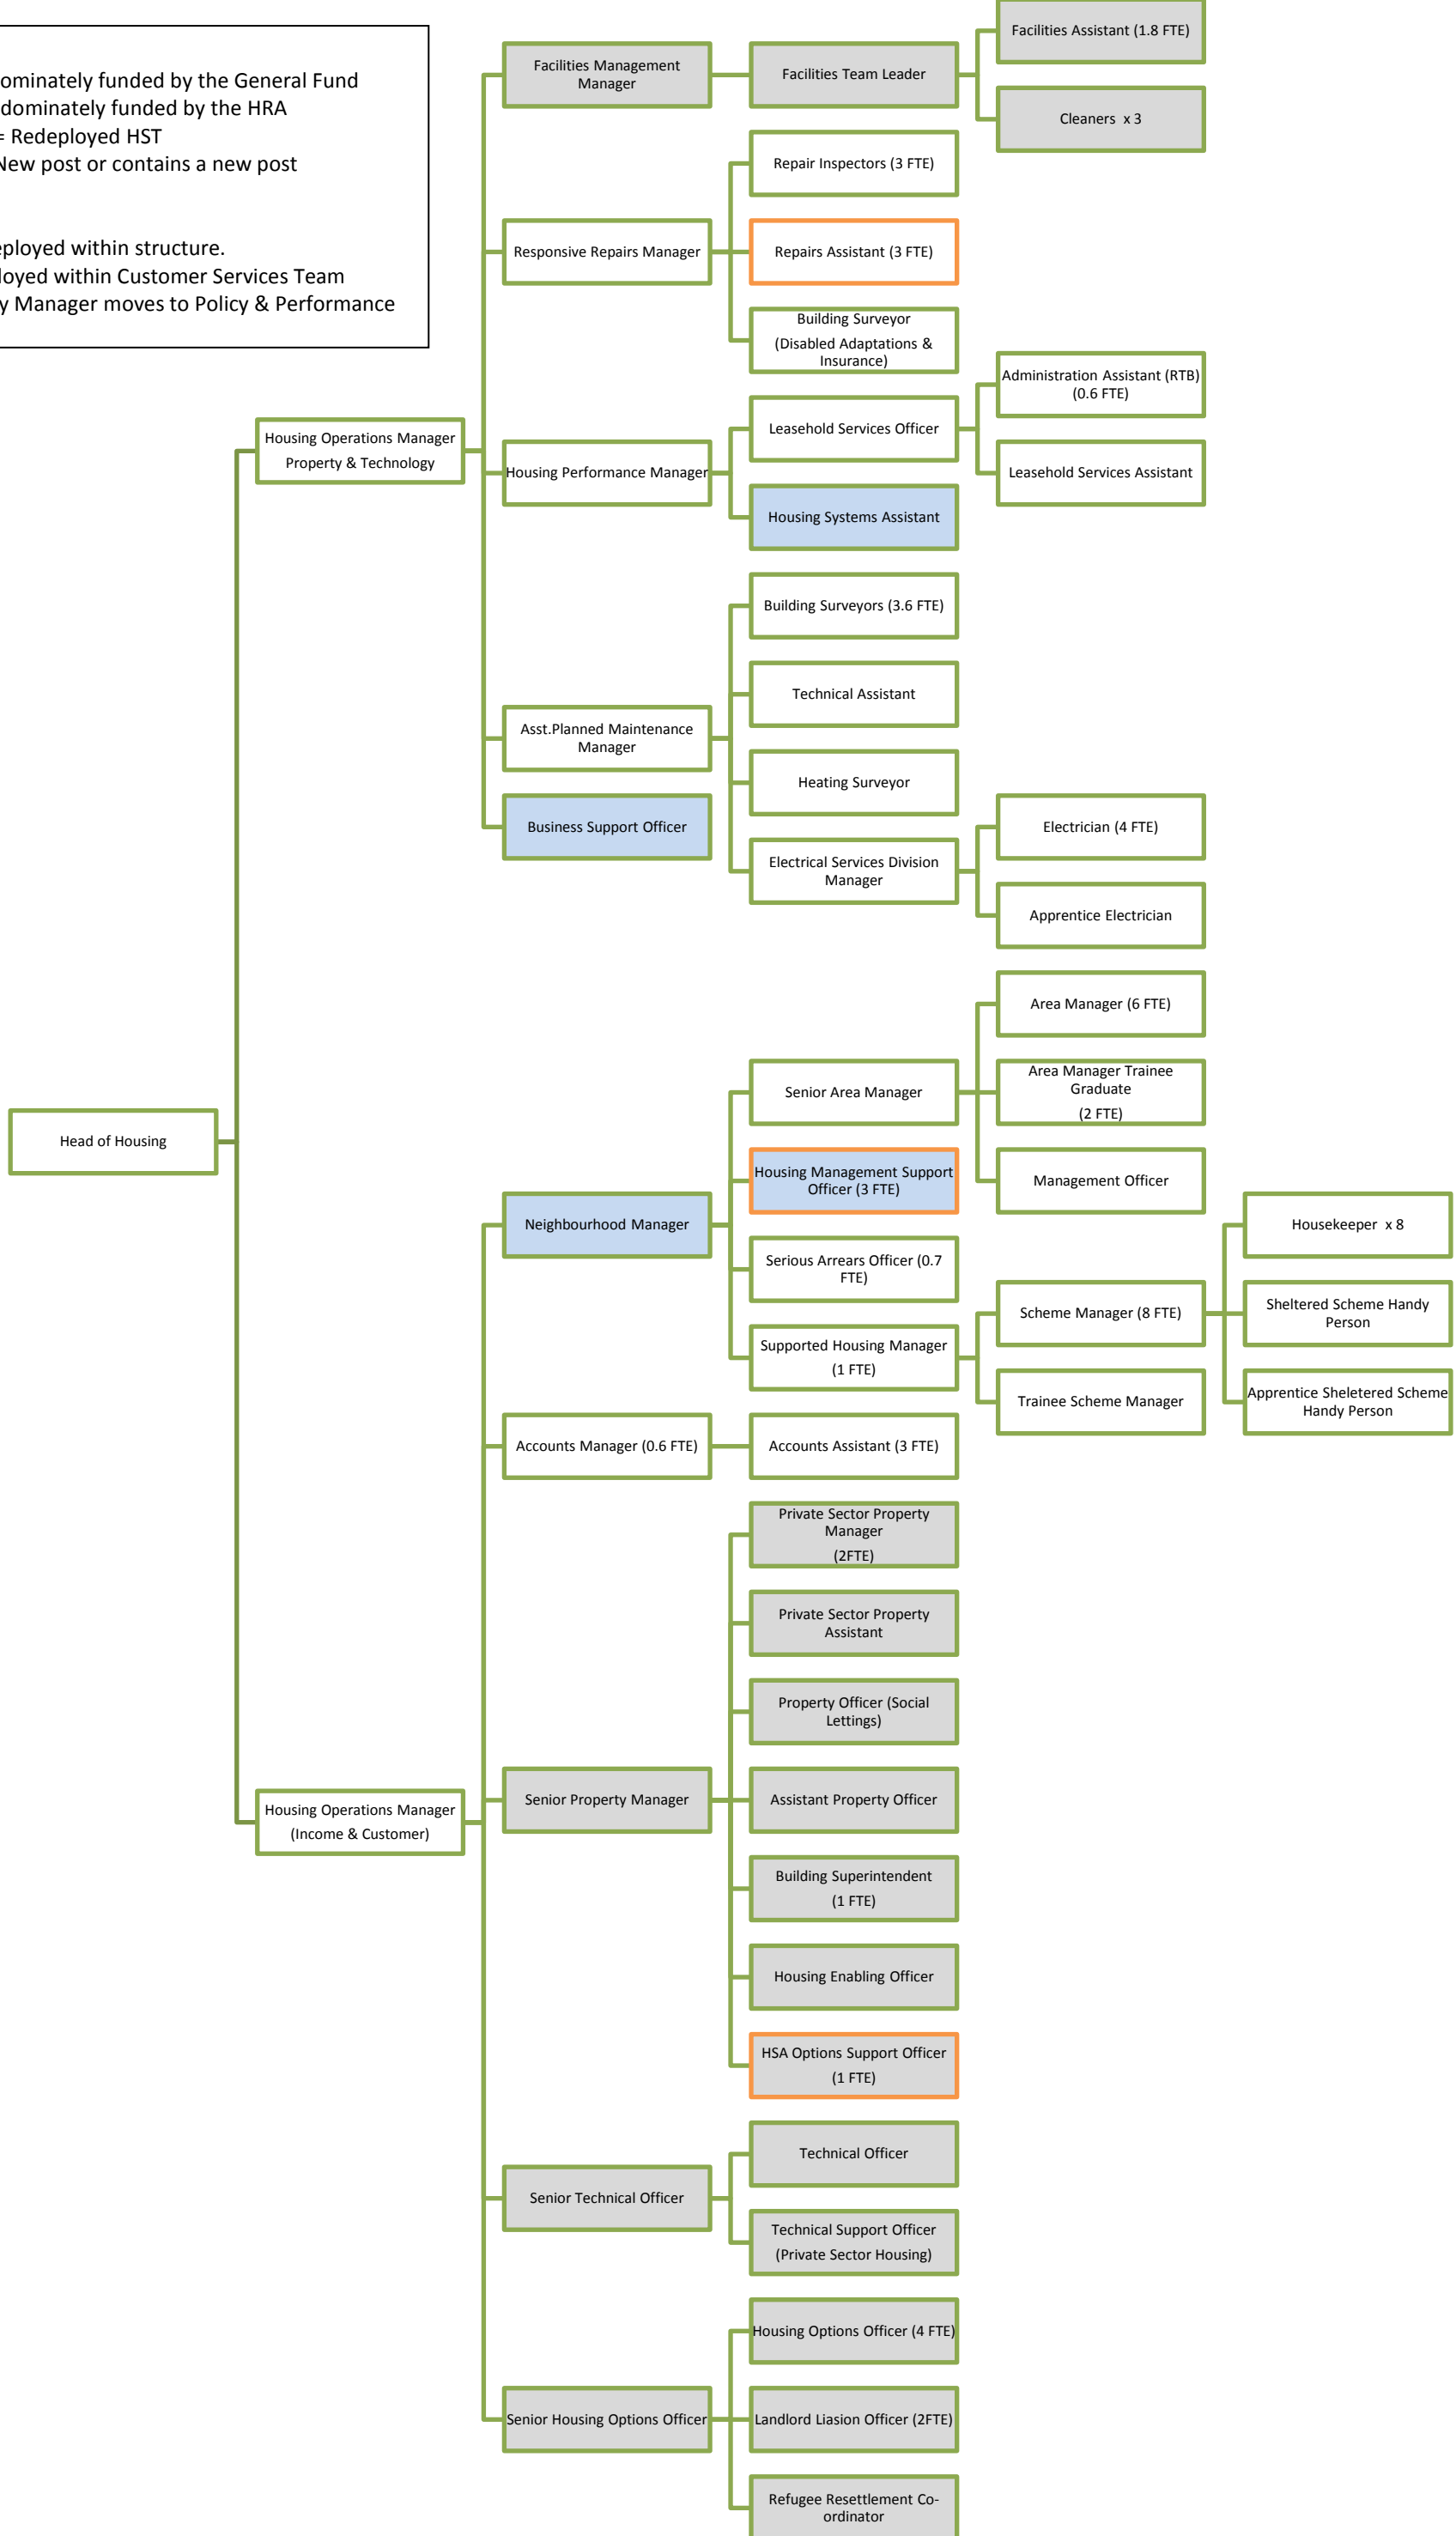 ominately funded by the General Fund
dominately funded by the HRA
= Redeployed HST
New post or contains a new post
eployed within structure.
loyed within Customer Services Team
y Manager moves to Policy & Performance
Facilities Management
Manager
Facilities Team Leader
Facilities Assistant (1.8 FTE)
Cleaners x 3
Repair Inspectors (3 FTE)
Responsive Repairs Manager
Repairs Assistant (3 FTE)
Building Surveyor
(Disabled Adaptations &
Insurance)
Housing Operations Manager
Property & Technology
Housing Performance Manager
Leasehold Services Officer
Administration Assistant (RTB)
(0.6 FTE)
Leasehold Services Assistant
Housing Systems Assistant
Building Surveyors (3.6 FTE)
Technical Assistant
Asst.Planned Maintenance
Manager
Heating Surveyor
Business Support Officer
Electrical Services Division
Manager
Electrician (4 FTE)
Apprentice Electrician
Head of Housing
Neighbourhood Manager
Senior Area Manager
Area Manager (6 FTE)
Area Manager Trainee
Graduate
(2 FTE)
Management Officer
Housing Management Support
Officer (3 FTE)
Serious Arrears Officer (0.7
FTE)
Supported Housing Manager
(1 FTE)
Scheme Manager (8 FTE)
Trainee Scheme Manager
Housekeeper x 8
Sheltered Scheme Handy
Person
Apprentice Sheletered Scheme
Handy Person
Accounts Manager (0.6 FTE)
Accounts Assistant (3 FTE)
Housing Operations Manager
(Income & Customer)
Senior Property Manager
Private Sector Property
Manager
(2FTE)
Private Sector Property
Assistant
Property Officer (Social
Lettings)
Assistant Property Officer
Building Superintendent
(1 FTE)
Housing Enabling Officer
HSA Options Support Officer
(1 FTE)
Senior Technical Officer
Technical Officer
Technical Support Officer
(Private Sector Housing)
Senior Housing Options Officer
Housing Options Officer (4 FTE)
Landlord Liasion Officer (2FTE)
Refugee Resettlement Co-
ordinator